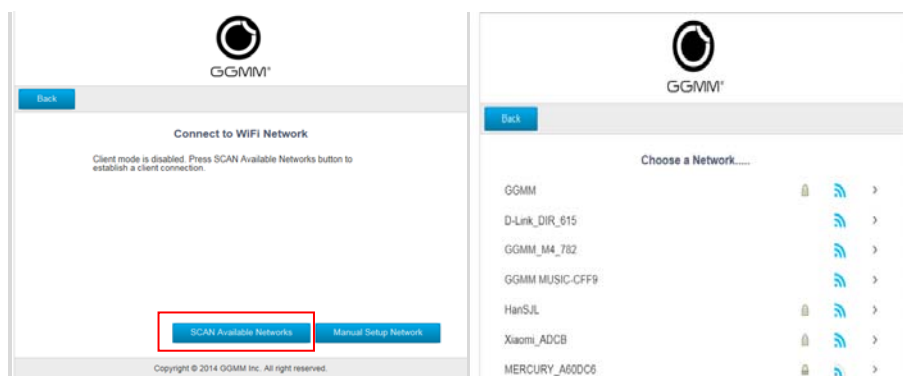 GGMM®
Back
Connect to WiFi Network
Client mode is disabled. Press SCAN Available Networks button to
establish a client connection.
SCAN Available Networks
Manual Setup Network
Copyright © 2014 GGMM Inc. All right reserved.
GGMM®
Back
Choose a Network.....
GGMM
D-Link_DIR_615
GGMM_M4_782
GGMM MUSIC-CFF9
HanSJL
Xiaomi_ADCB
MERCURY_A60DC6